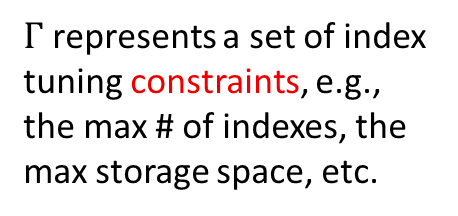 Γ represents a set of index
tuning constraints, e.g.,
the max # of indexes, the
max storage space, etc.